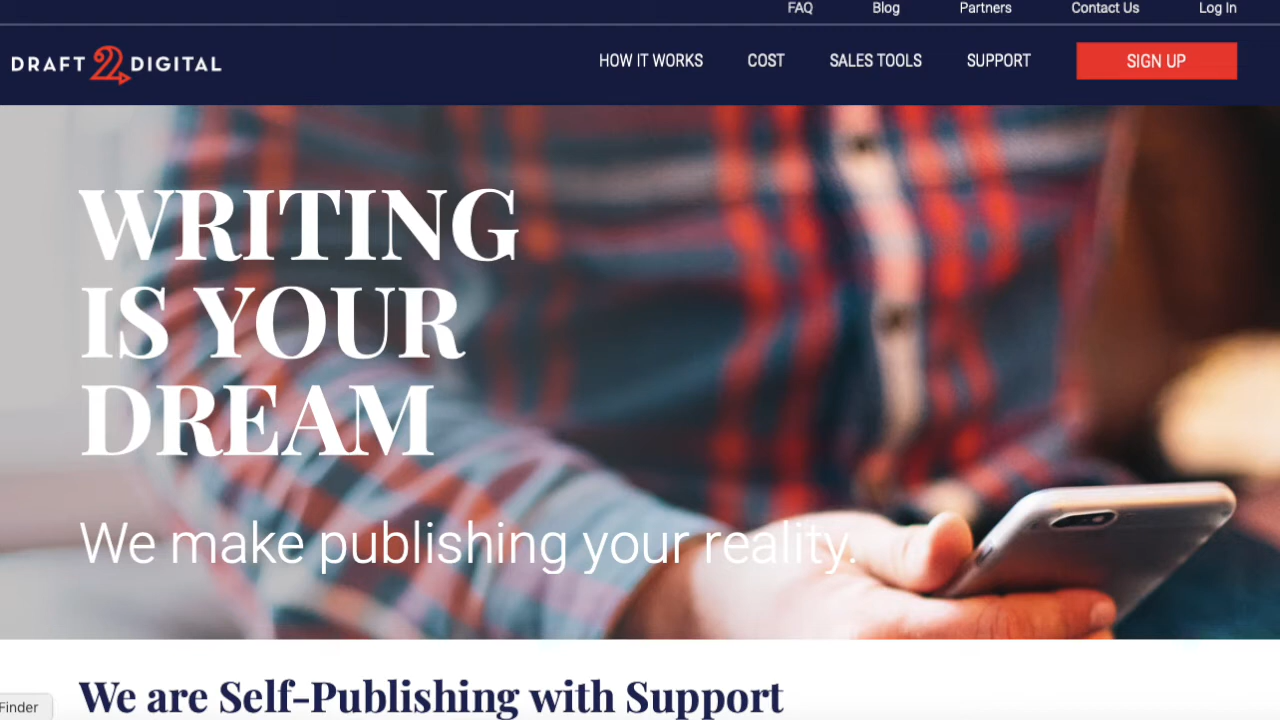 FAQ Blog Partners Contact Us Log In
DRAFT 2 DIGITAL HOW IT WORKS COST SALES TOOLS SUPPORT SIGN UP
WRITING
IS YOUR
DREAM
We make publishing your reality.
We are Self-Publishing with Support
Finder